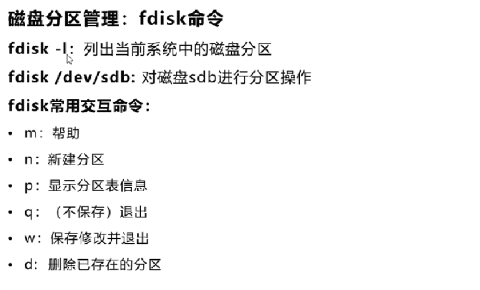 磁盘分区管理：fdisk命令
fdisk -l：列出当前系统中的磁盘分区
fdisk /dev/sdb: 对磁盘sdb进行分区操作
fdisk常用交互命令：
• m：帮助
• n：新建分区
• p：显示分区表信息
• q：（不保存）退出
• w：保存修改并退出
• d：删除已存在的分区